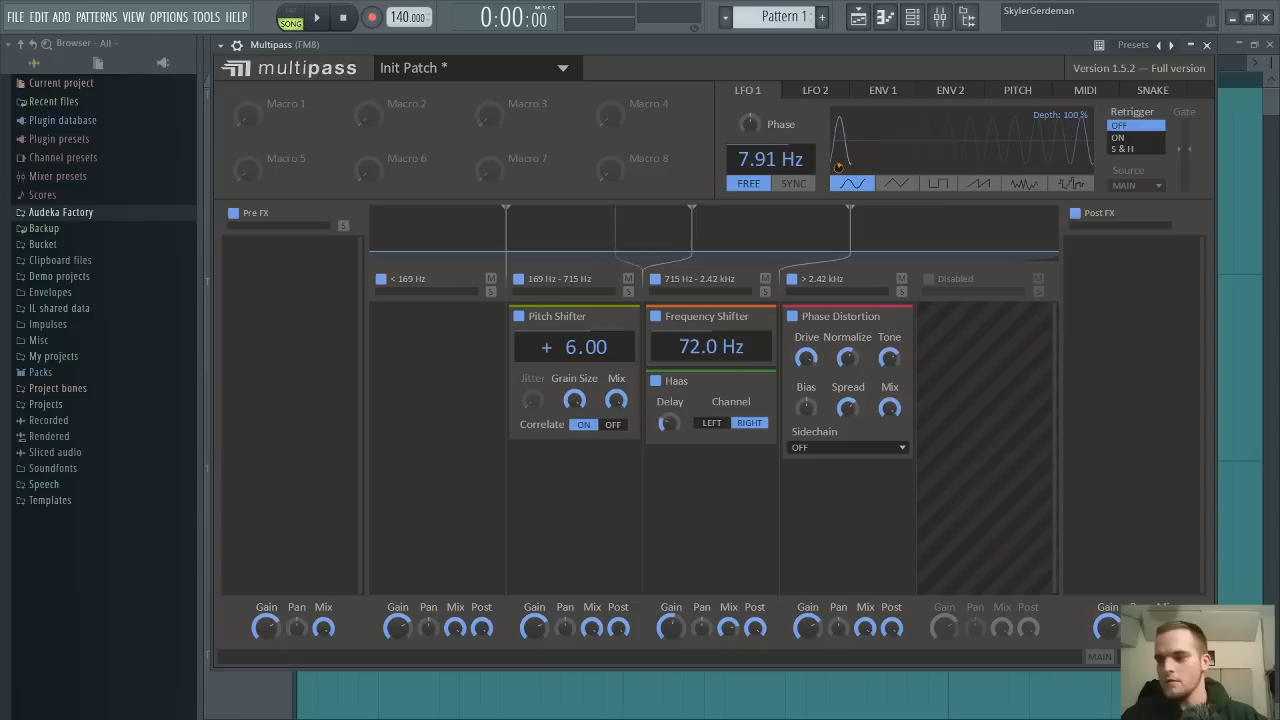 FILE EDIT ADD PATTERNS VIEW OPTIONS TOOLS HELP
SONG
140.000
0:00:00
M:S:CS
Pattern 1
SkylerGerdeman
Browser - All
Multipass (FM8)
Presets
Current project
Recent files
Plugin database
Plugin presets
Channel presets
Mixer presets
Scores
Audeka Factory
Backup
Bucket
Clipboard files
Demo projects
Envelopes
IL shared data
Impulses
Misc
My projects
Packs
Project bones
Projects
Recorded
Rendered
Sliced audio
Soundfonts
Speech
Templates
multipass
Init Patch *
Version 1.5.2 — Full version
Macro 1
Macro 2
Macro 3
Macro 4
Macro 5
Macro 6
Macro 7
Macro 8
LFO 1
LFO 2
ENV 1
ENV 2
PITCH
MIDI
SNAKE
Phase
7.91 Hz
FREE
SYNC
Depth: 100 %
Retrigger
OFF
ON
S & H
Gate
Source
MAIN
Pre FX
S
Post FX
< 169 Hz
M
S
169 Hz - 715 Hz
M
S
715 Hz - 2.42 kHz
M
S
> 2.42 kHz
M
S
Disabled
M
S
Pitch Shifter
+ 6.00
Jitter
Grain Size
Mix
Correlate
ON
OFF
Frequency Shifter
72.0 Hz
Haas
Delay
Channel
LEFT
RIGHT
Phase Distortion
Drive
Normalize
Tone
Bias
Spread
Mix
Sidechain
OFF
Gain Pan Mix
Gain Pan Mix Post
Gain Pan Mix Post
Gain Pan Mix Post
Gain Pan Mix Post
Gain Pan Mix Post
Gain
MAIN